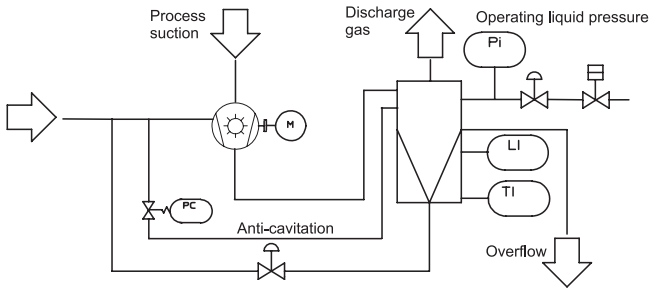 Process
suction
Discharge
gas
Operating liquid pressure
Pi
M
LI
PC
TI
Anti-cavitation
Overflow